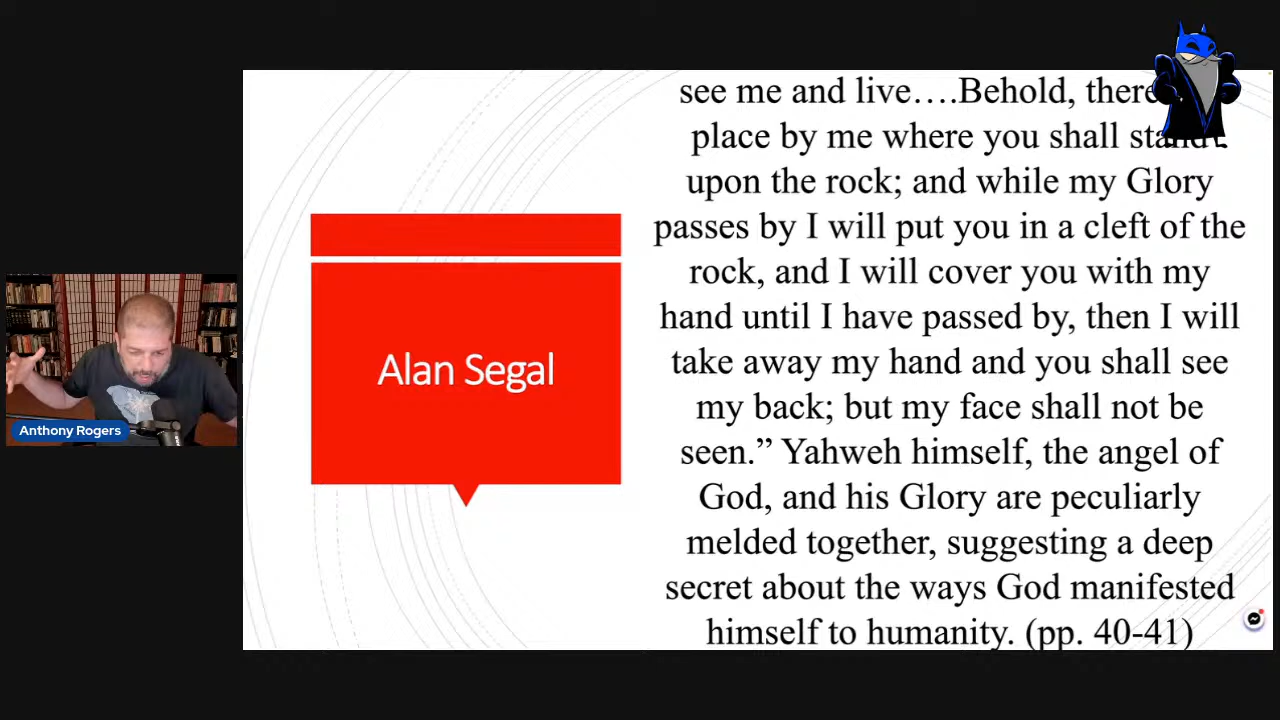 see me and live….Behold, there
place by me where you shall stand
upon the rock; and while my Glory
passes by I will put you in a cleft of the
rock, and I will cover you with my
hand until I have passed by, then I will
take away my hand and you shall see
my back; but my face shall not be
seen.” Yahweh himself, the angel of
God, and his Glory are peculiarly
melded together, suggesting a deep
secret about the ways God manifested
himself to humanity. (pp. 40-41)
Alan Segal
Anthony Rogers